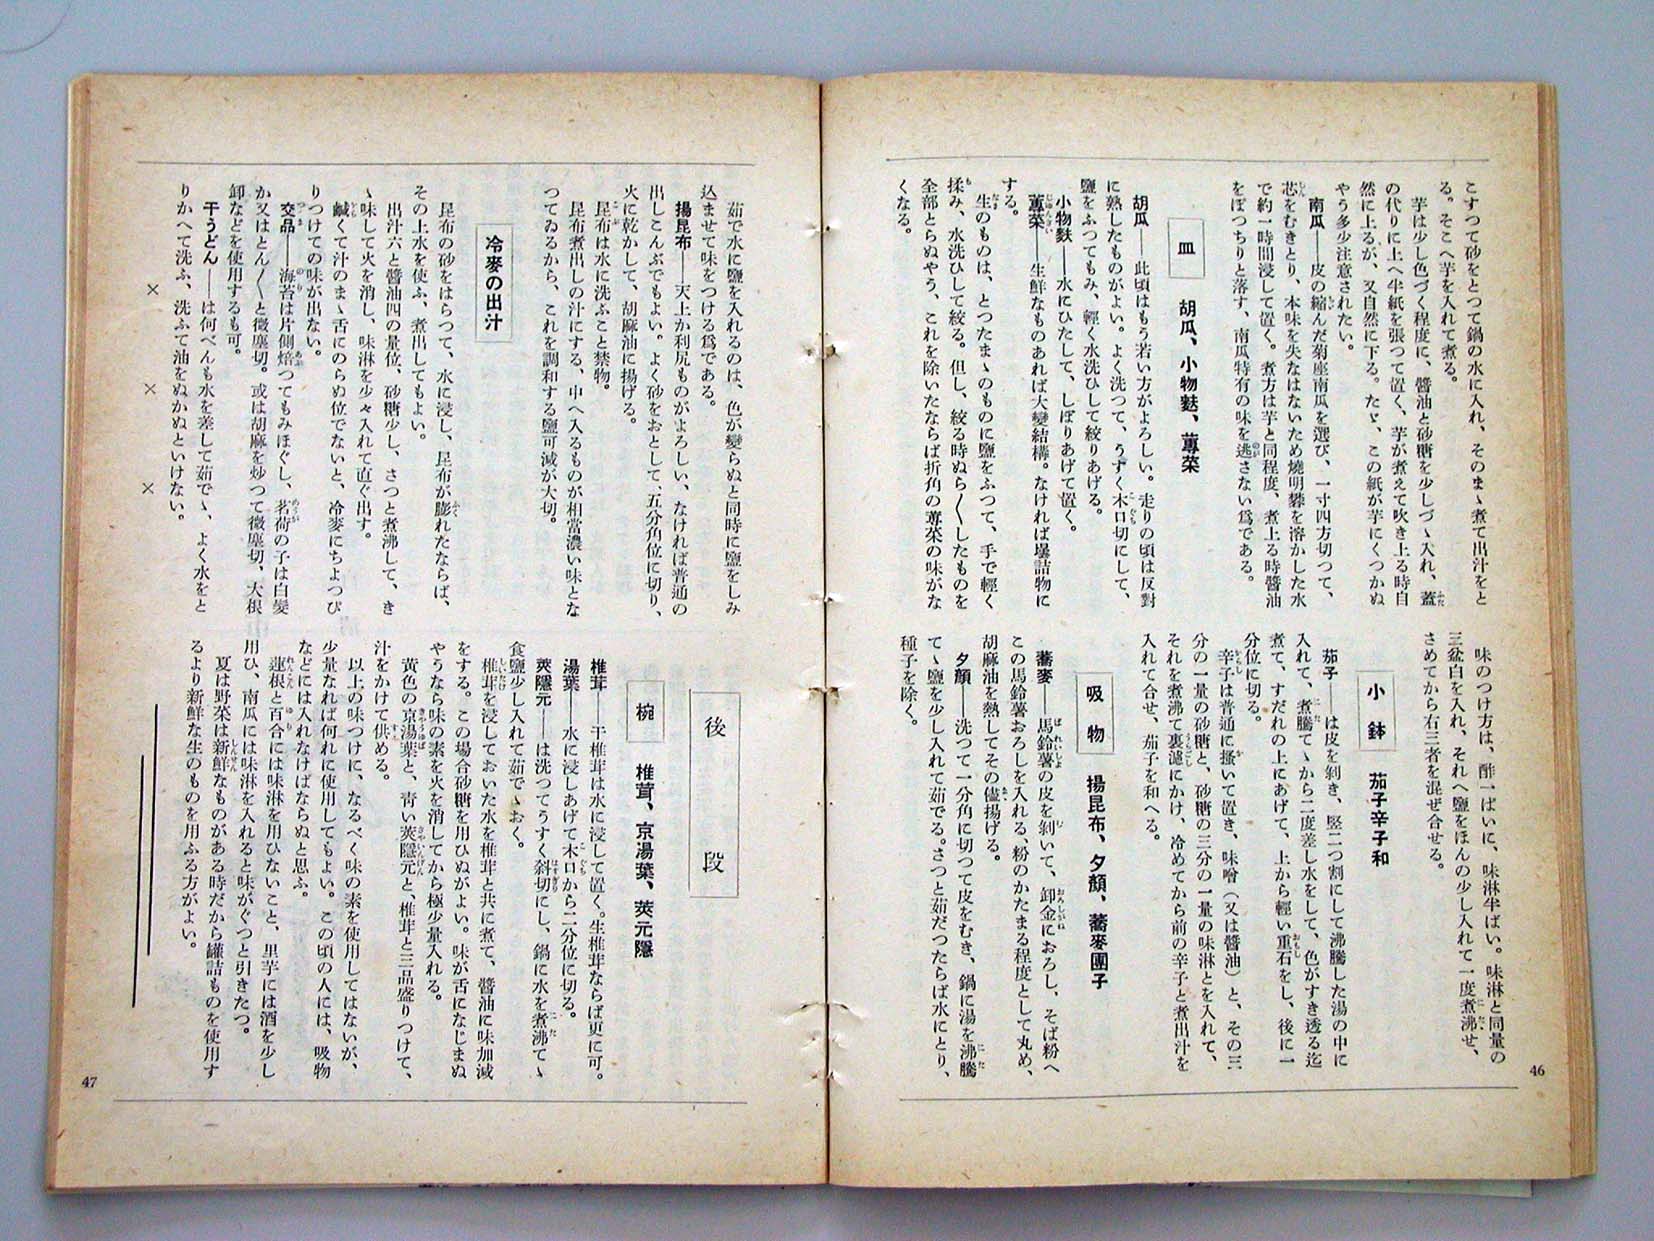 こすつて砂をとつて鍋の水に入れ、そのまゝ煮て出汁をと
る。そこへ芋を入れて煮る。
芋は少し色づく程度に、醬油と砂糖を少しづゝ入れ、蓋
の代りに上へ半紙を張つて置く、芋が煮えて吹き上る時自
然に上るが、又自然に下る。たゞ、この紙が芋にくつかぬ
やう多少注意されたい。
南瓜――皮の縮んだ菊座南瓜を選び、一寸四方切つて、
芯をむきとり、本味を失なはないため燒明礬を溶かした水
で約一時間浸して置く。煮方は芋と同程度、煮上る時醬油
をぽつちりと落す、南瓜特有の味を逃さない爲である。
皿 胡瓜、小物麩、蓴菜
胡瓜――此頃はもう若い方がよろしい。走りの頃は反對
に熟したものがよい。よく洗つて、うすく木口切にして、
鹽をふつてもみ、輕く水洗ひして絞りあげる。
小物麩――水にひたして、しぼりあげて置く。
蓴菜――生鮮なものあれば大變結構。なければ壜詰物に
する。
生のものは、とつたまゝのものに鹽をふつて、手で輕く
揉み、水洗ひして絞る。但し、絞る時ぬら〱したものを
全部とらぬやう、これを除いたならば折角の蓴菜の味がな
くなる。
味のつけ方は、酢一ぱいに、味淋半ばい。味淋と同量の
三盆白を入れ、それへ鹽をほんの少し入れて一度煮沸せ、
さめてから右三者を混ぜ合せる。
小鉢 茄子辛子和
茄子――は皮を剝き、竪二つ割にして沸騰した湯の中に
入れて、煮騰てゝから二度差し水をして、色がすき透る迄
煮て、すだれの上にあげて、上から輕い重石をし、後に一
分位に切る。
辛子は普通に搔いて置き、味噌(又は醬油)と、その三
分の一量の砂糖と、砂糖の三分の一量の味淋とを入れて、
それを煮沸て裏濾にかけ、冷めてから前の辛子と煮出汁を
入れて合せ、茄子を和へる。
吸物 揚昆布、夕顏、蕎麥團子
蕎麥――馬鈴薯の皮を剝いて、卸金におろし、そば粉へ
この馬鈴薯おろしを入れる、粉のかたまる程度として丸め、
胡麻油を熱してその儘揚げる。
夕顏――洗つて一分角に切つて皮をむき、鍋に湯を沸騰
てゝ鹽を少し入れて茹でる。さつと茹だつたらば水にとり、
種子を除く。
46
茹で水に鹽を入れるのは、色が變らぬと同時に鹽をしみ
込ませて味をつける爲である。
揚昆布――天上か利尻ものがよろしい、なければ普通の
出しこんぶでもよい。よく砂をおとして、五分角位に切り、
火に乾かして、胡麻油に揚げる。
昆布は水に洗ふこと禁物。
昆布煮出しの汁にする、中へ入るものが相當濃い味とな
つてゐるから、これを調和する鹽可減が大切。
冷麥の出汁
昆布の砂をはらつて、水に浸し、昆布が膨れたならば、
その上水を使ふ、煮出してもよい。
出汁六と醬油四の量位、砂糖少し、さつと煮沸して、き
ゝ味して火を消し、味淋を少々入れて直ぐ出す。
鹹くて汁のまゝ舌にのらぬ位でないと、冷麥にちよつぴ
りつけての味が出ない。
交品――海苔は片側焙つてもみほぐし、茗荷の子は白髮
か又はとん〱と微塵切。或は胡麻を炒つて微塵切、大根
卸などを使用するも可。
干うどん――は何べんも水を差して茹でゝ、よく水をと
りかへて洗ふ、洗ふて油をぬかぬといけない。
×
×
×
後段
椀 椎茸、京湯葉、莢元隱
椎茸――干椎茸は水に浸して置く。生椎茸ならば更に可。
湯葉――水に浸しあげて木口から二分位に切る。
莢隱元――は洗つてうすく斜切にし、鍋に水を煮沸てゝ
食鹽少し入れて茹でゝおく。
椎茸を浸しておいた水を椎茸と共に煮て、醬油に味加減
をする。この場合砂糖を用ひぬがよい。味が舌になじまぬ
やうなら味の素を火を消してから極少量入れる。
黃色の京湯葉と、靑い莢隱元と、椎茸と三品盛りつけて、
汁をかけて供める。
以上の味つけに、なるべく味の素を使用してはないが、
少量なれば何れに使用してもよい。この頃の人には、吸物
などには入れなければならぬと思ふ。
蓮根と百合には味淋を用ひないこと、里芋には酒を少し
用ひ、南瓜には味淋を入れると味がぐつと引きたつ。
夏は野菜は新鮮なものがある時だから罐詰ものを使用す
るより新鮮な生のものを用ふる方がよい。
47